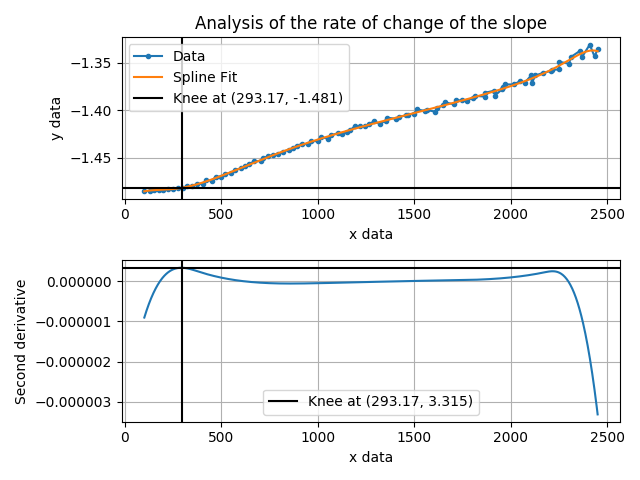 Analysis of the rate of change of the slope
y data
−1.35
−1.40
−1.45
Data
Spline Fit
Knee at (293.17, -1.481)
0
500
1000
1500
2000
2500
x data
Second derivative
0.000000
−0.000001
−0.000002
−0.000003
Knee at (293.17, 3.315)
0
500
1000
1500
2000
2500
x data